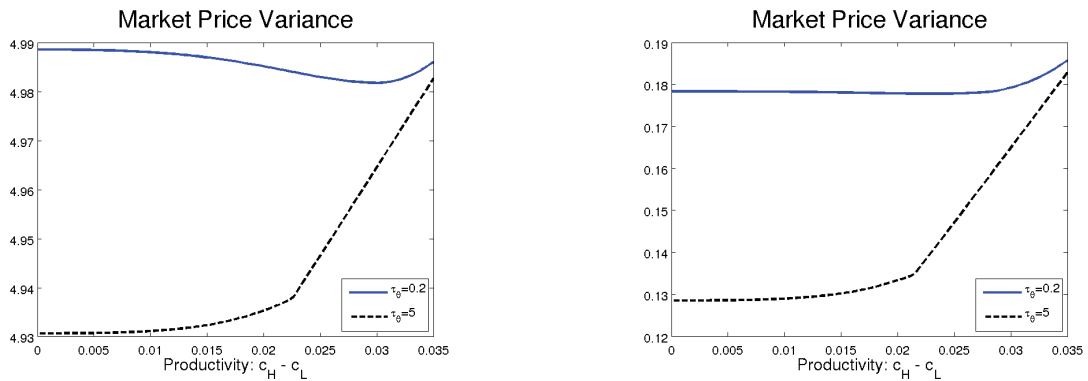 Market Price Variance
4.99
4.98
4.97
4.96
4.95
4.94
4.93
0 0.005 0.01 0.015 0.02 0.025 0.03 0.035
Productivity: c_H - c_L
τ_θ=0.2
τ_θ=5
Market Price Variance
0.19
0.18
0.17
0.16
0.15
0.14
0.13
0.12
0 0.005 0.01 0.015 0.02 0.025 0.03 0.035
Productivity: c_H - c_L
τ_θ=0.2
τ_θ=5